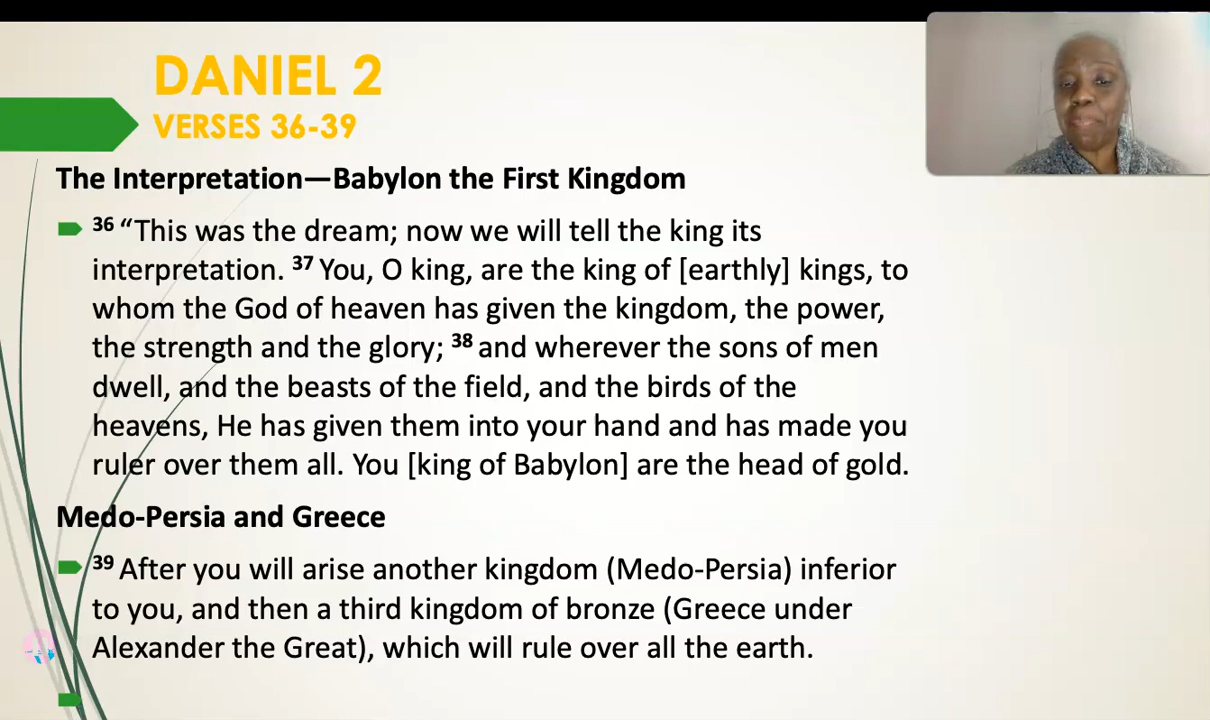 DANIEL 2
VERSES 36-39
The Interpretation—Babylon the First Kingdom
36 “This was the dream; now we will tell the king its
interpretation. 37 You, O king, are the king of [earthly] kings, to
whom the God of heaven has given the kingdom, the power,
the strength and the glory; 38 and wherever the sons of men
dwell, and the beasts of the field, and the birds of the
heavens, He has given them into your hand and has made you
ruler over them all. You [king of Babylon] are the head of gold.
Medo-Persia and Greece
39 After you will arise another kingdom (Medo-Persia) inferior
to you, and then a third kingdom of bronze (Greece under
Alexander the Great), which will rule over all the earth.